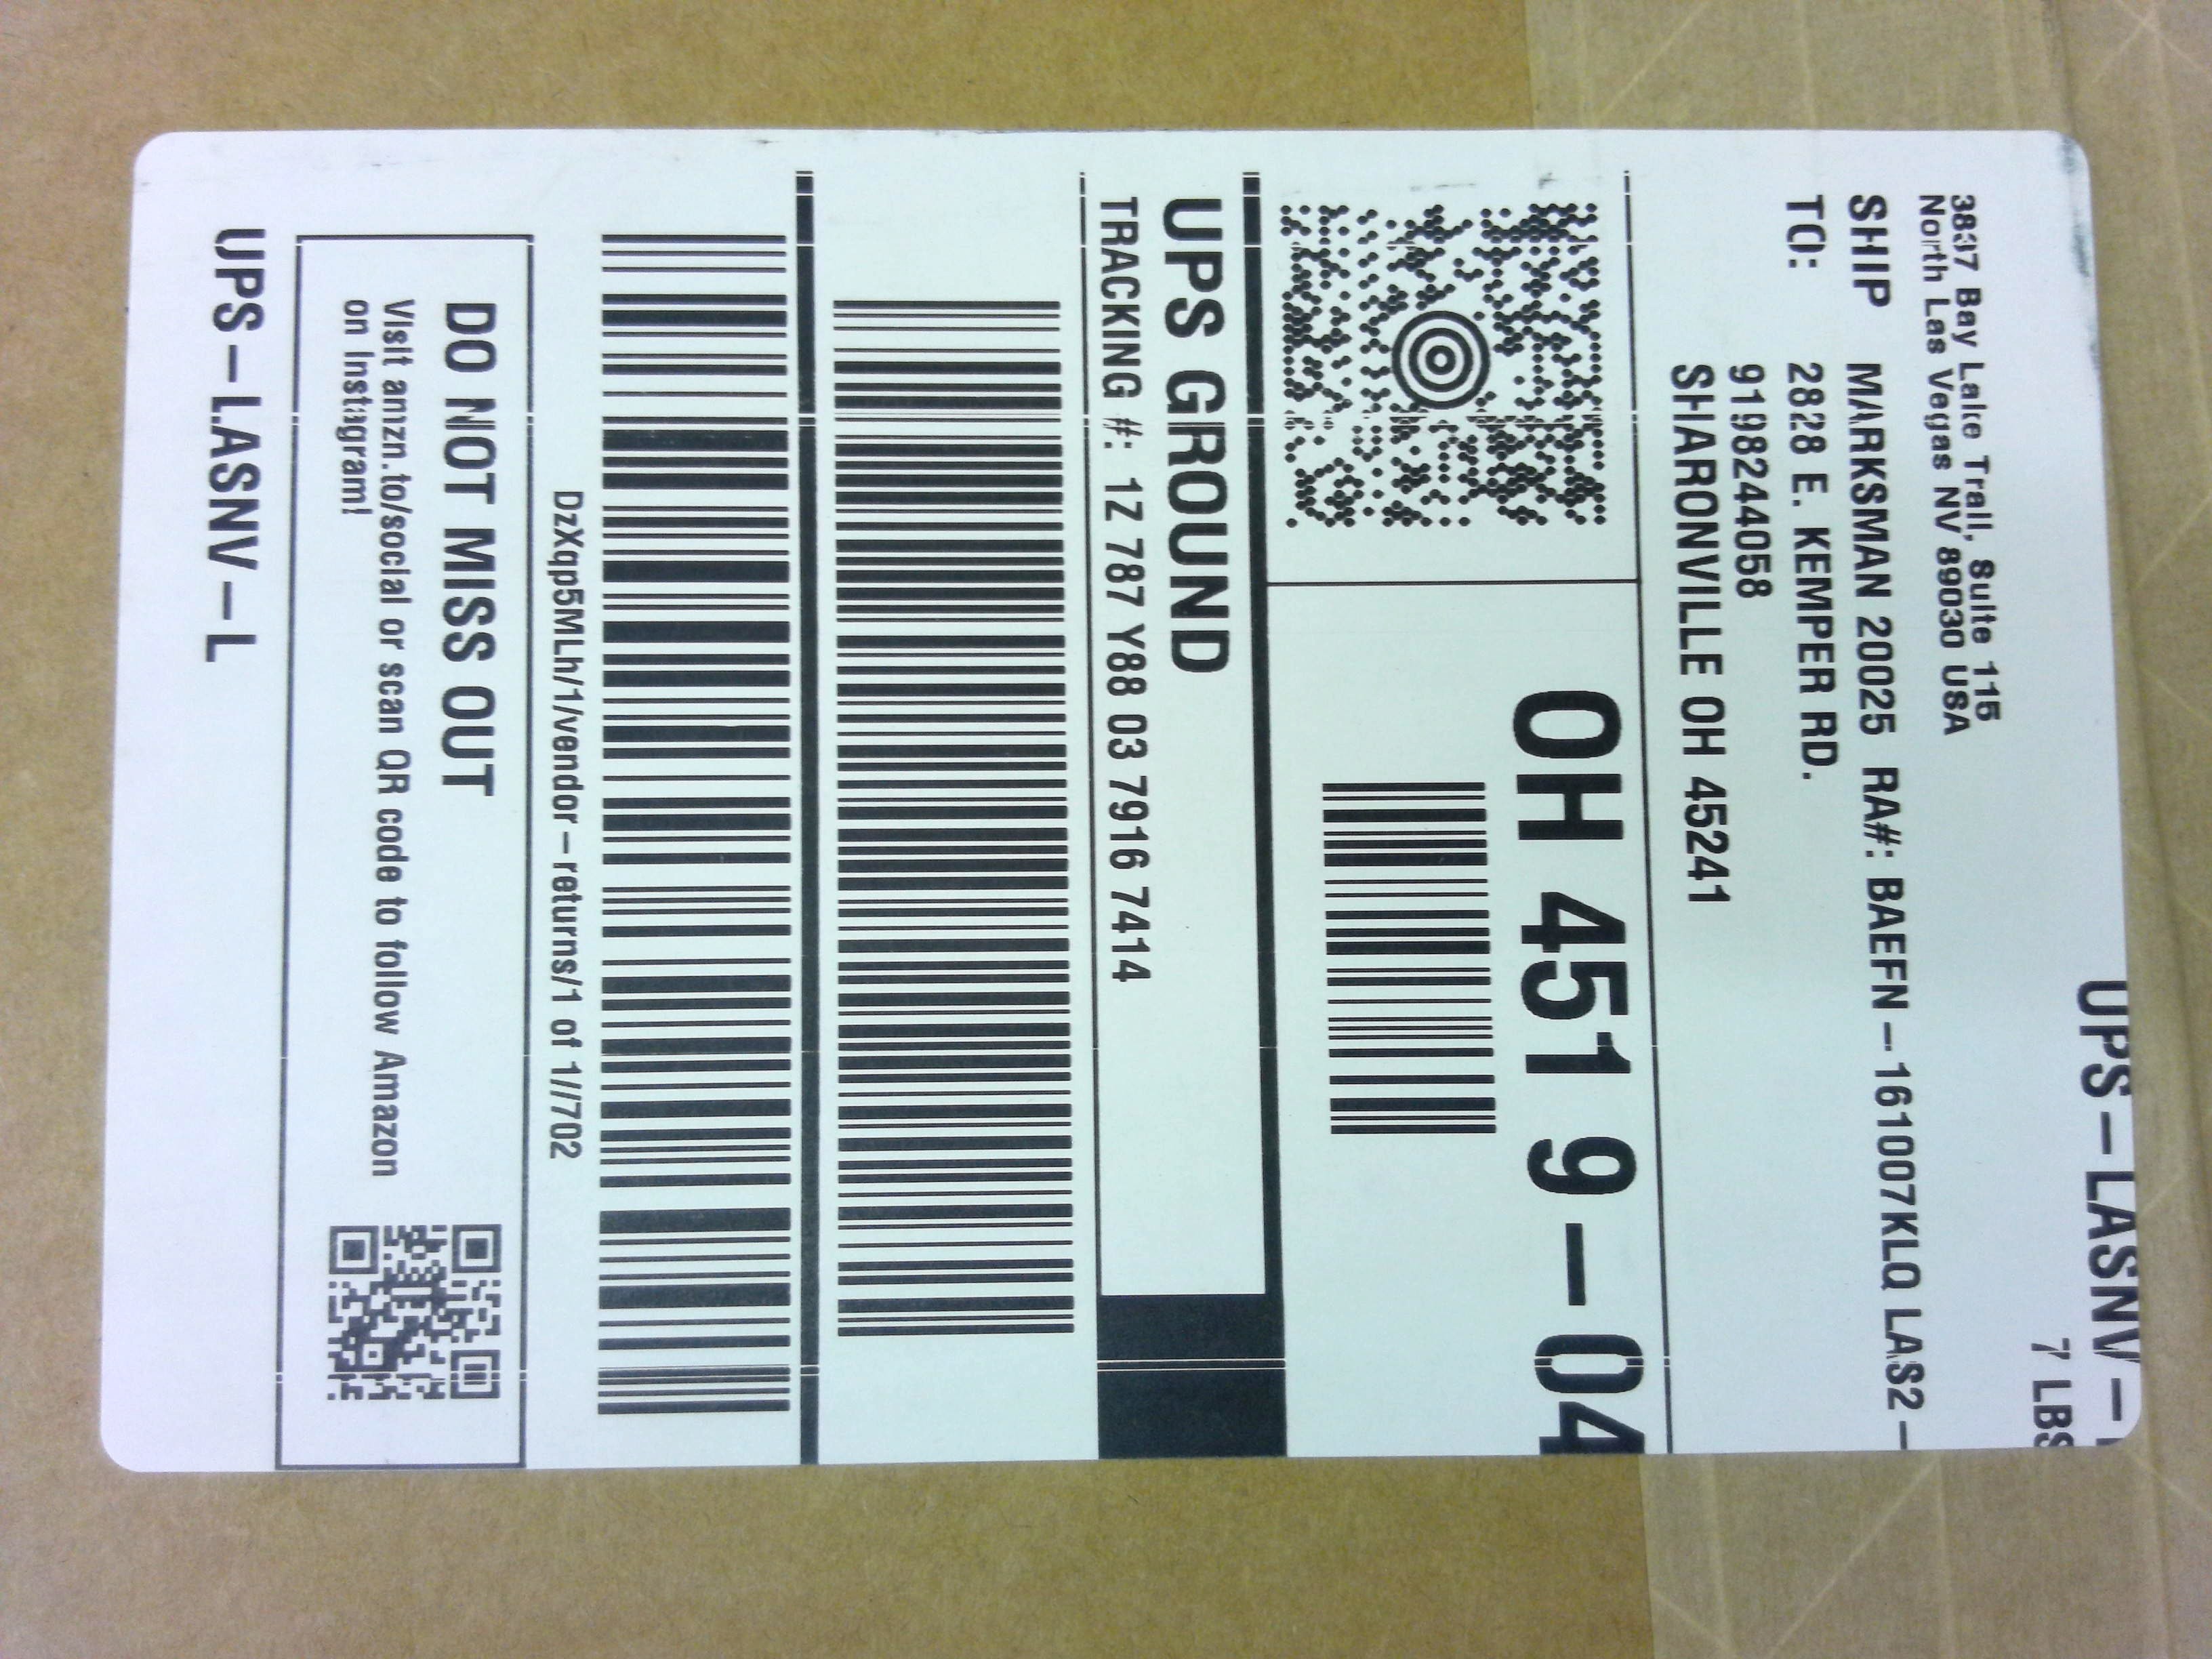 UPS-LASNV-
7 LBS
3837 Bay Lake Trail, Suite 115
North Las Vegas NV 89030 USA
SHIP MARKSMAN 20025 RA#: BAEFN-161007KLQ LAS2-
TO: 2828 E. KEMPER RD.
9198244058
SHARONVILLE OH 45241
OH 451 9-04
UPS GROUND
TRACKING #: 1Z 787 Y88 03 7916 7414
DzXqp5MLh/1/vendor-returns/1 of 1//702
DO NOT MISS OUT
Visit amzn.to/social or scan QR code to follow Amazon
on Instagram!
UPS-LASNV-L